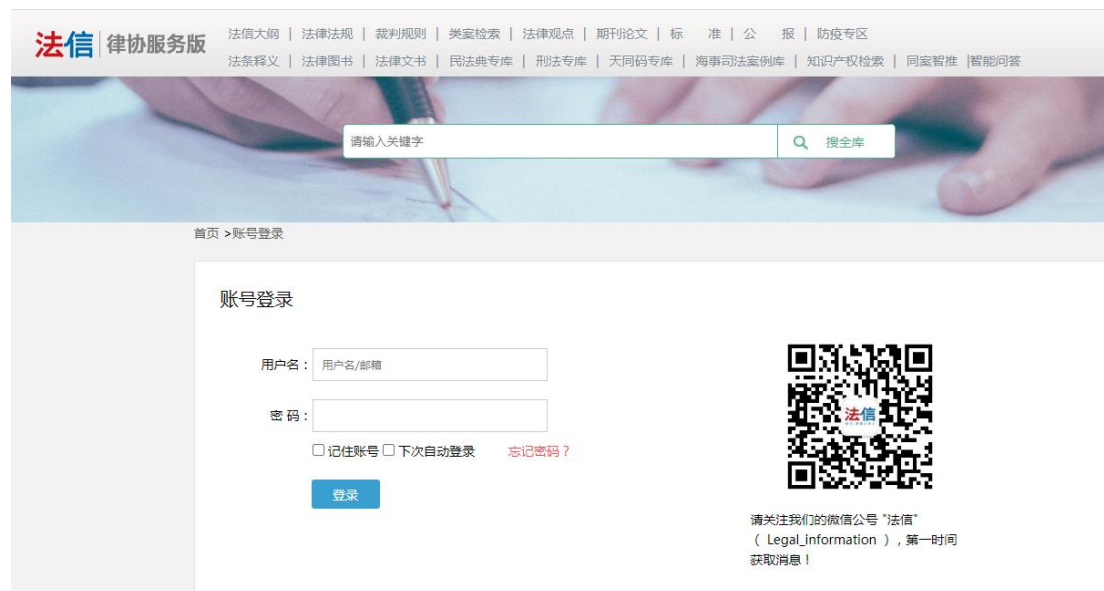 法信 律协服务版
法信大纲 | 法律法规 | 裁判规则 | 类案检索 | 法律观点 | 期刊论文 | 标 准 | 公 报 | 防疫专区
法条释义 | 法律图书 | 法律文书 | 民法典专库 | 刑法专库 | 天同码专库 | 海事司法案例库 | 知识产权检索 | 同案智推 |智能问答
请输入关键字 搜全库
首页 >账号登录
账号登录
用户名： 用户名/邮箱
密 码：
记住账号 下次自动登录 忘记密码？
登录
法信
请关注我们的微信公号 "法信"
（ Legal_information ）, 第一时间
获取消息！